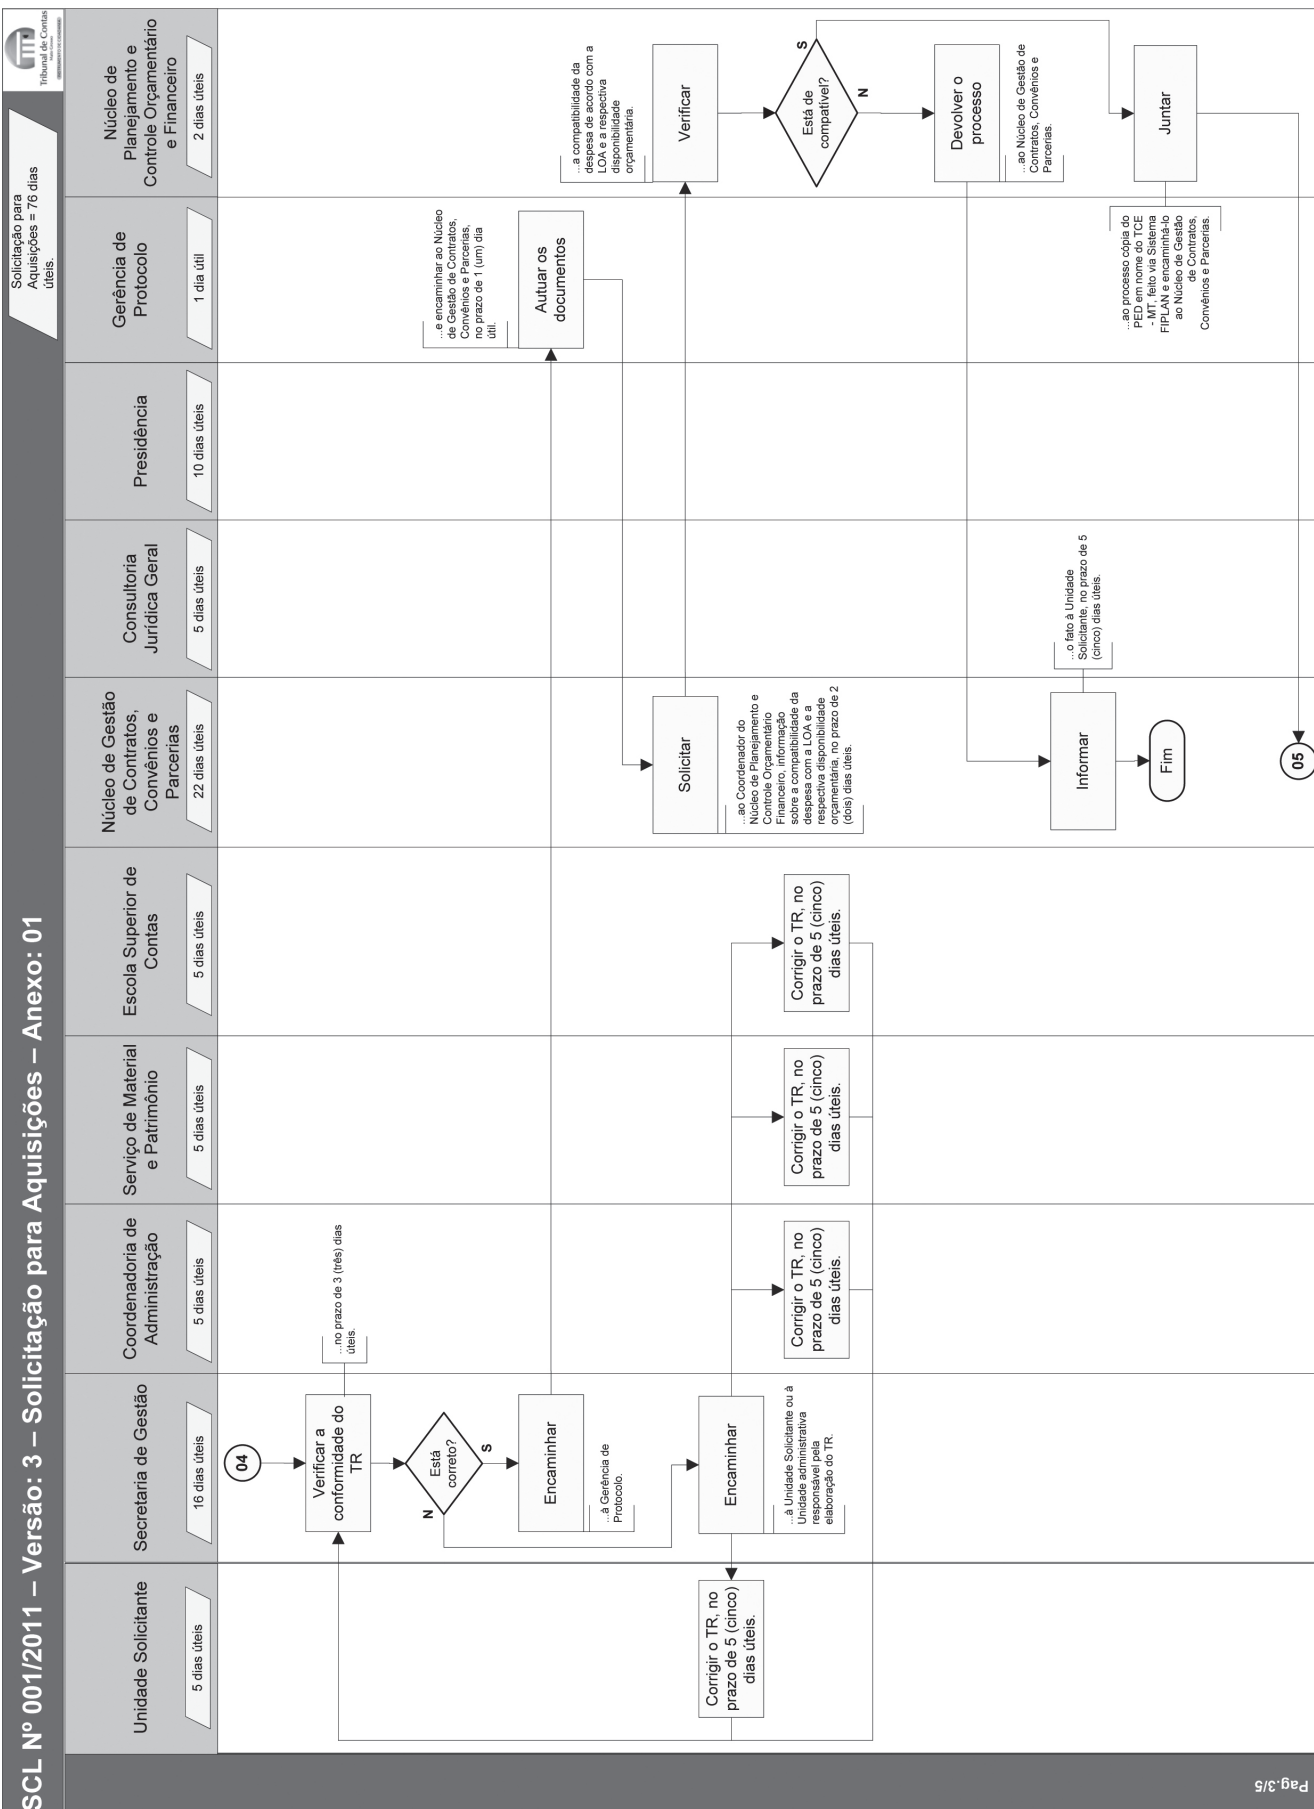 SCL Nº 001/2011 – Versão: 3 – Solicitação para Aquisições – Anexo: 01
Solicitação para
Aquisições = 76 dias
úteis.
Tribunal de Contas
Unidade Solicitante
5 dias úteis
Secretaria de Gestão
16 dias úteis
Coordenadoria de
Administração
5 dias úteis
Serviço de Material
e Patrimônio
5 dias úteis
Escola Superior de
Contas
5 dias úteis
Núcleo de Gestão
de Contratos,
Convênios e
Parcerias
22 dias úteis
Consultoria
Jurídica Geral
5 dias úteis
Presidência
10 dias úteis
Gerência de
Protocolo
1 dia útil
Núcleo de
Planejamento e
Controle Orçamentário
e Financeiro
2 dias úteis
04
Verificar a
conformidade do
TR
...no prazo de 3 (três) dias
úteis.
Está
correto?
N
S
Encaminhar
...à Gerência de
Protocolo.
Autuar os
documentos
...e encaminhar ao Núcleo
de Gestão de Contratos,
Convênios e Parcerias,
no prazo de 1 (um) dia
útil.
Encaminhar
...à Unidade Solicitante ou à
Unidade administrativa
responsável pela
elaboração do TR.
Corrigir o TR, no
prazo de 5 (cinco)
dias úteis.
Corrigir o TR, no
prazo de 5 (cinco)
dias úteis.
Corrigir o TR, no
prazo de 5 (cinco)
dias úteis.
Corrigir o TR, no
prazo de 5 (cinco)
dias úteis.
Solicitar
...ao Coordenador do
Núcleo de Planejamento e
Controle Orçamentário
Financeiro, informação
sobre a compatibilidade da
despesa com a LOA e a
respectiva disponibilidade
orçamentária, no prazo de 2
(dois) dias úteis.
Verificar
...a compatibilidade da
despesa de acordo com a
LOA e a respectiva
disponibilidade
orçamentária.
Está de
compatível?
S
N
Devolver o
processo
...ao Núcleo de Gestão de
Contratos, Convênios e
Parcerias.
Informar
...o fato à Unidade
Solicitante, no prazo de 5
(cinco) dias úteis.
Fim
Juntar
...ao processo cópia do
PED em nome do TCE
- MT, feito via Sistema
FIPLAN e encaminhá-lo
ao Núcleo de Gestão
de Contratos,
Convênios e Parcerias.
05
Pag.3/5